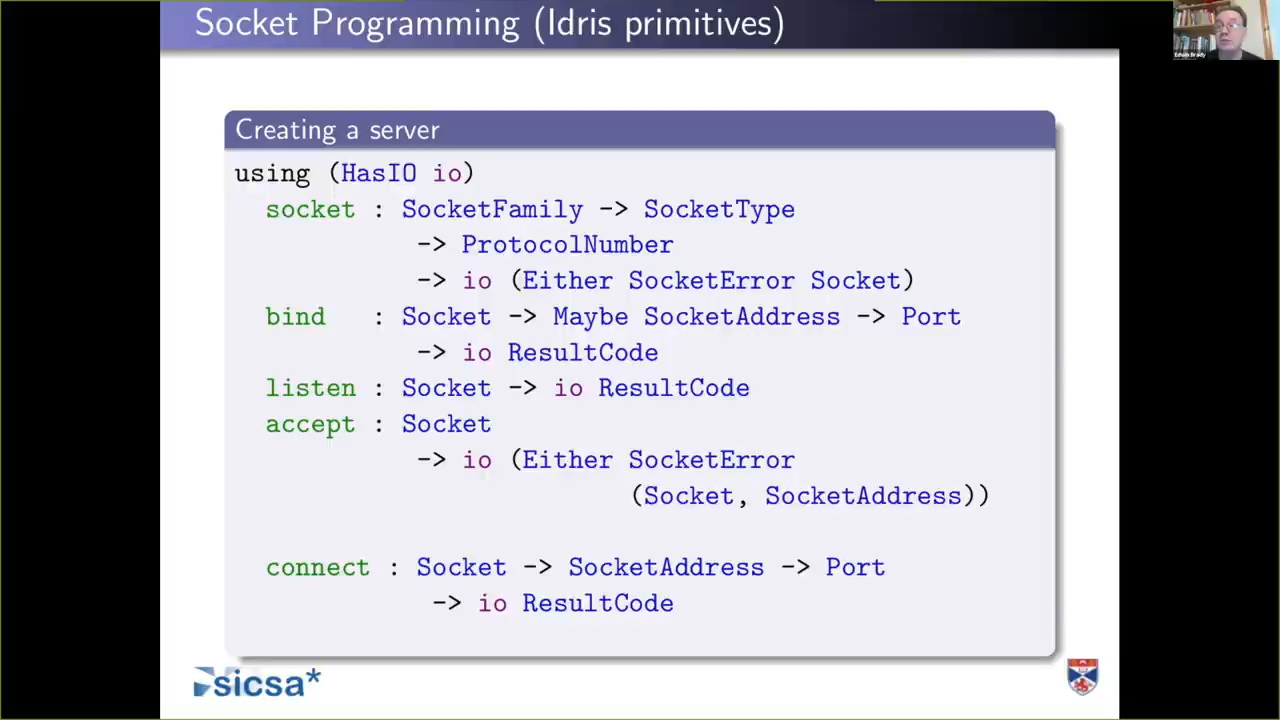 Socket Programming (Idris primitives)
Edwin Brady
Creating a server
using (HasIO io)
socket : SocketFamily -> SocketType
-> ProtocolNumber
-> io (Either SocketError Socket)
bind : Socket -> Maybe SocketAddress -> Port
-> io ResultCode
listen : Socket -> io ResultCode
accept : Socket
-> io (Either SocketError
(Socket, SocketAddress))
connect : Socket -> SocketAddress -> Port
-> io ResultCode
sicsa*